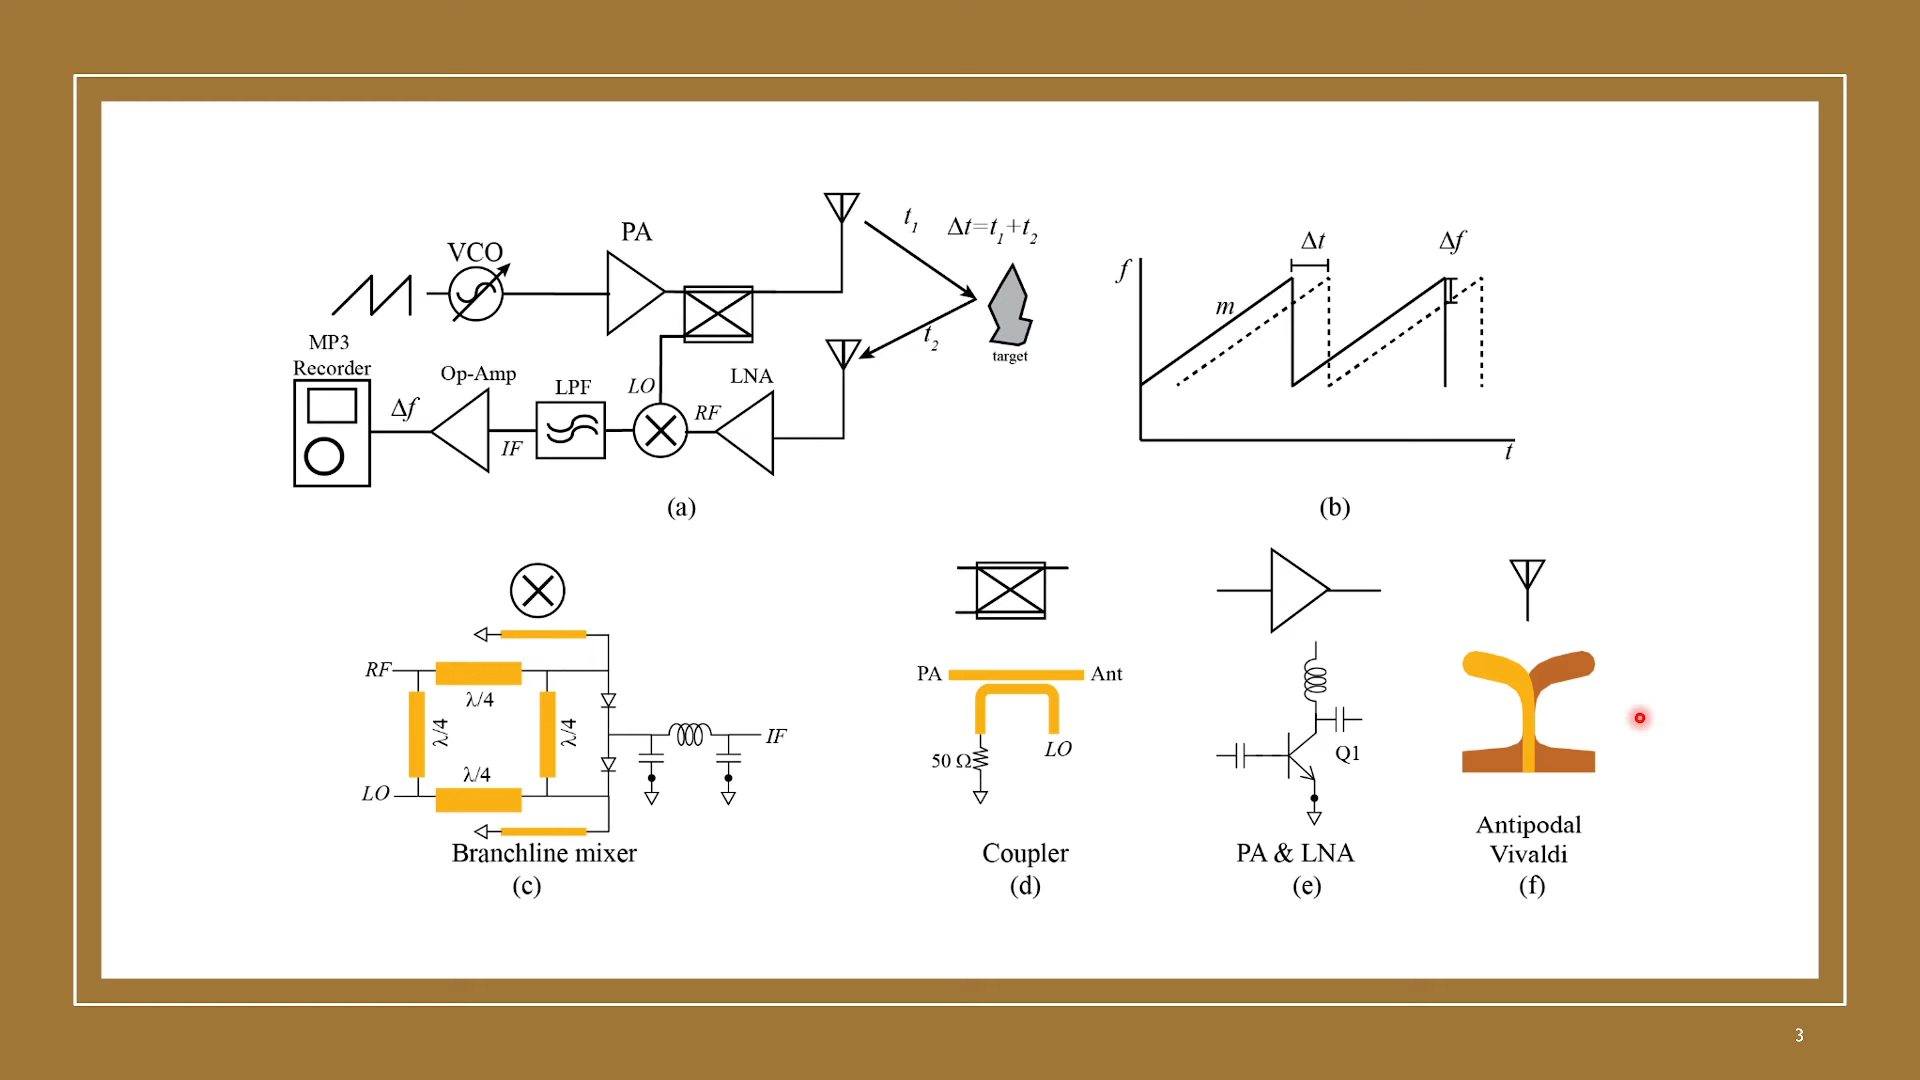 PA
VCO
t1
Δt=t1+t2
t2
target
MP3
Recorder
Op-Amp
LPF
LO
LNA
RF
Δf
IF
(a)
Δt
Δf
f
m
t
(b)
RF
λ/4
λ/4
λ/4
λ/4
LO
IF
Branchline mixer
(c)
PA
Ant
50 Ω
LO
Coupler
(d)
Q1
PA & LNA
(e)
Antipodal
Vivaldi
(f)
3